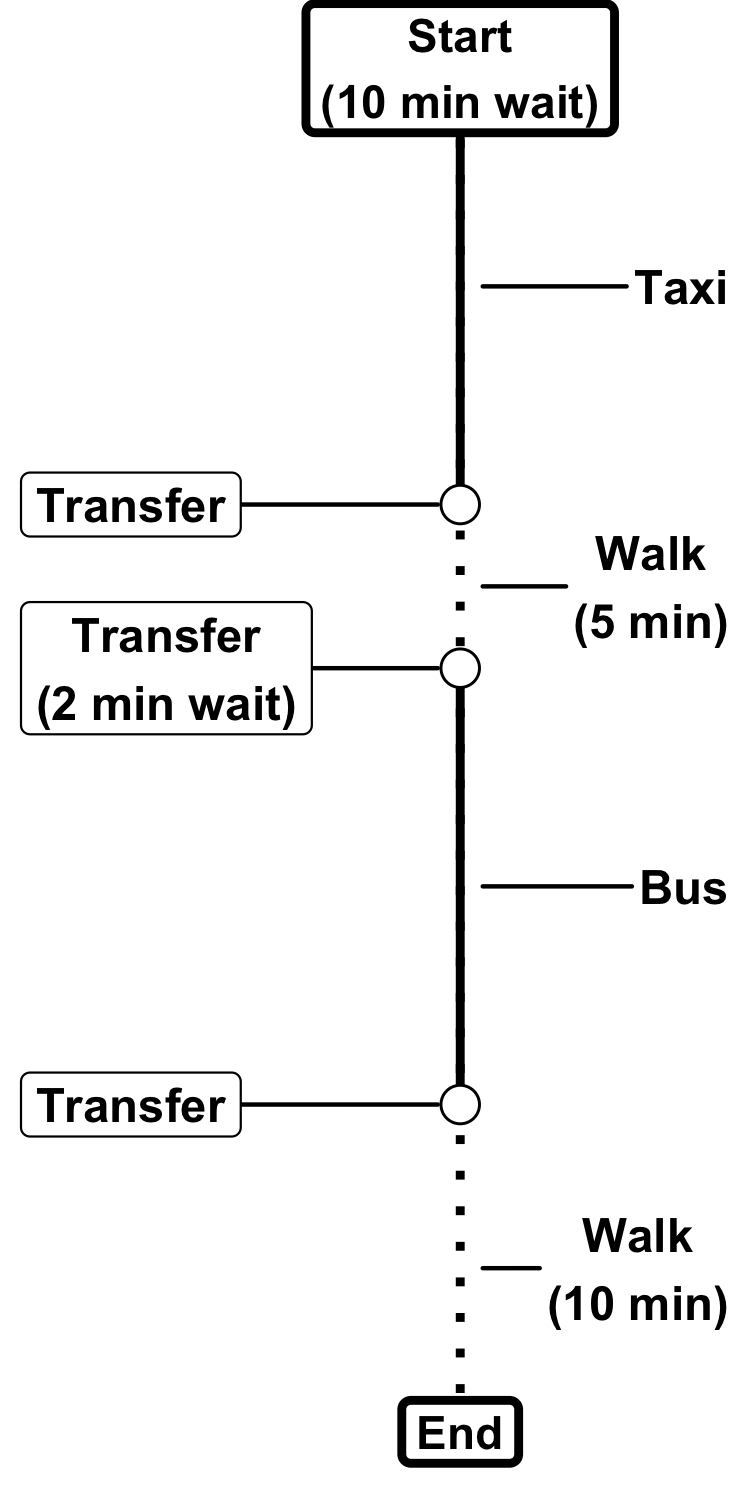 Start
(10 min wait)
Taxi
Transfer
Walk
(5 min)
Transfer
(2 min wait)
Bus
Transfer
Walk
(10 min)
End